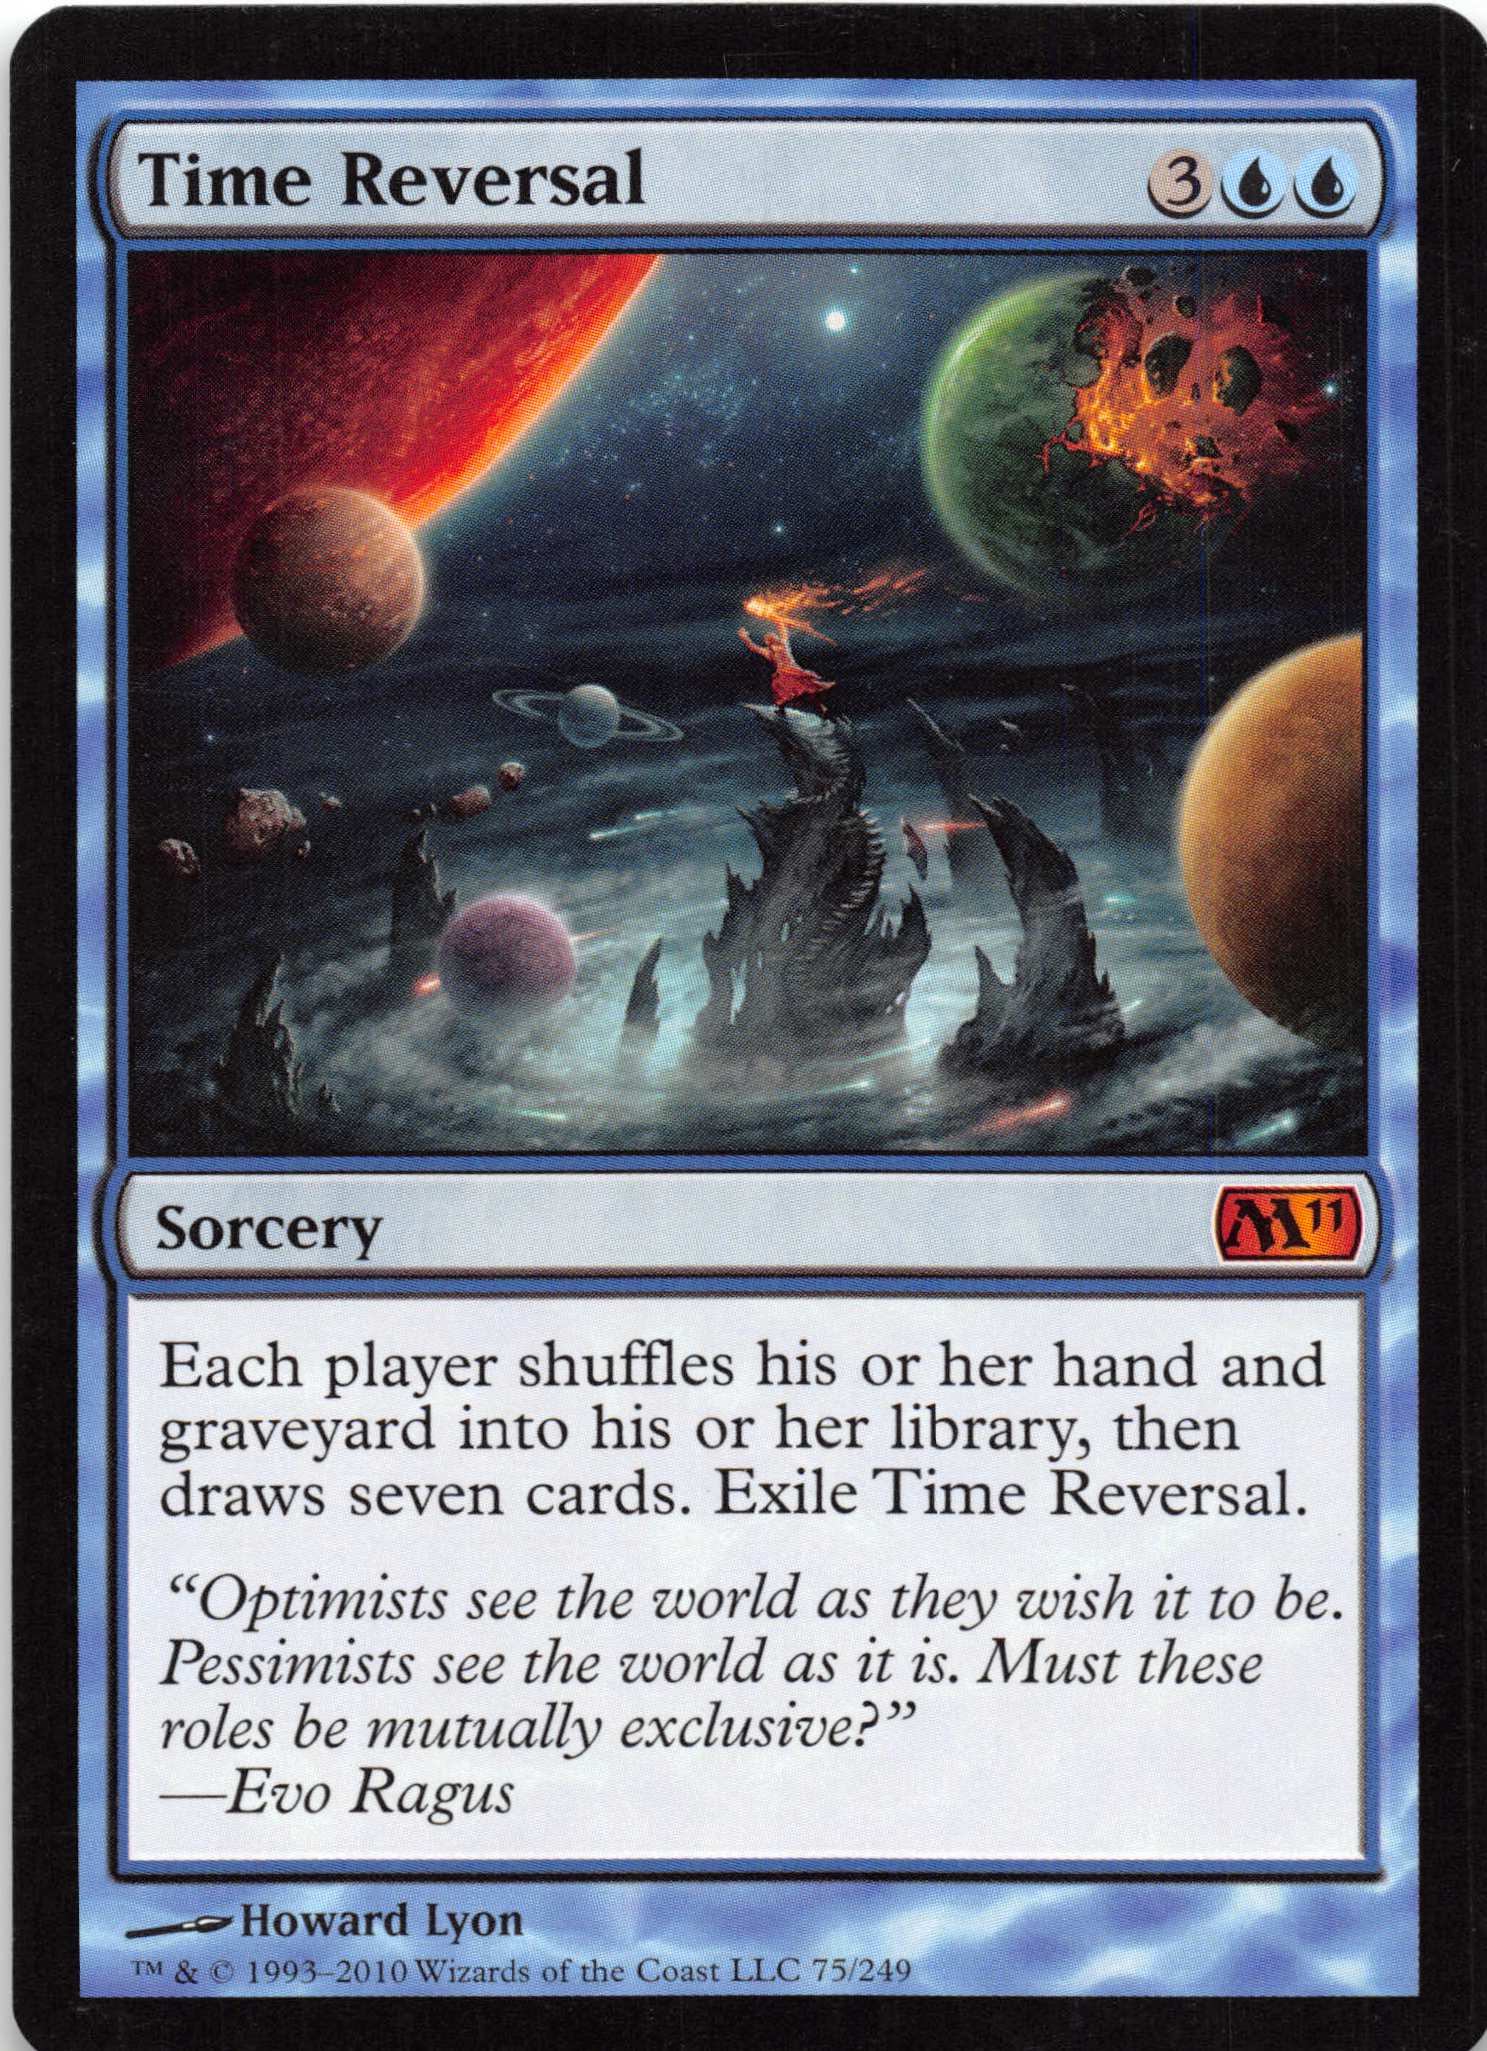 Time Reversal 3
Sorcery M11
Each player shuffles his or her hand and
graveyard into his or her library, then
draws seven cards. Exile Time Reversal.
“Optimists see the world as they wish it to be.
Pessimists see the world as it is. Must these
roles be mutually exclusive?”
—Evo Ragus
Howard Lyon
™ & © 1993–2010 Wizards of the Coast LLC 75/249